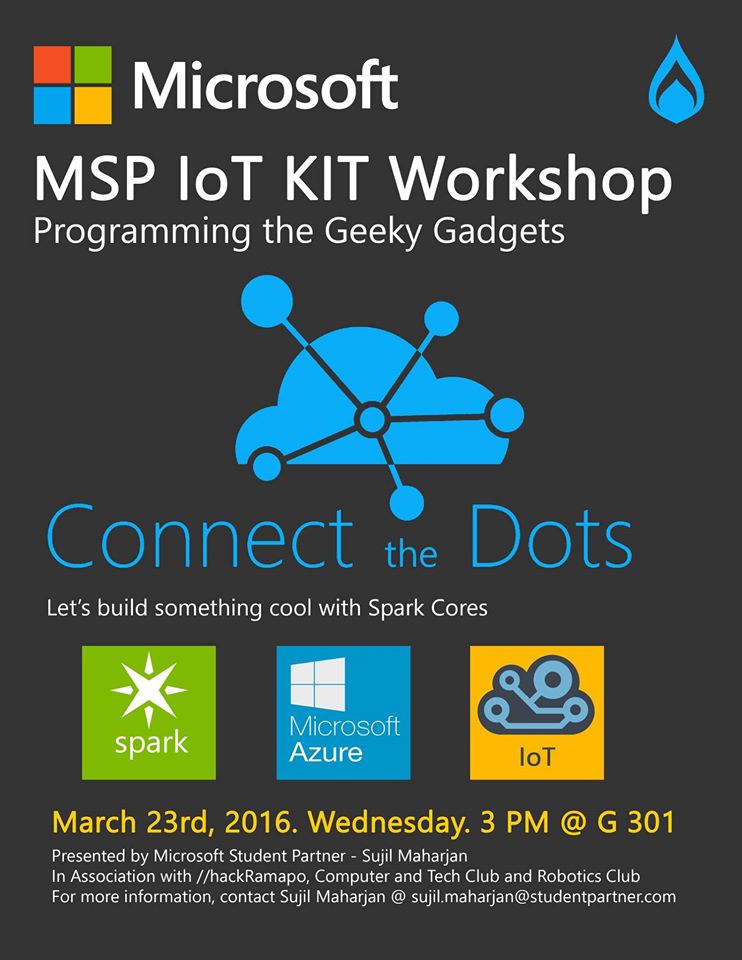 Microsoft
MSP IoT KIT Workshop
Programming the Geeky Gadgets
Connect the Dots
Let's build something cool with Spark Cores
spark
Microsoft
Azure
IoT
March 23rd, 2016. Wednesday. 3 PM @ G 301
Presented by Microsoft Student Partner - Sujil Maharjan
In Association with //hackRamapo, Computer and Tech Club and Robotics Club
For more information, contact Sujil Maharjan @ sujil.maharjan@studentpartner.com